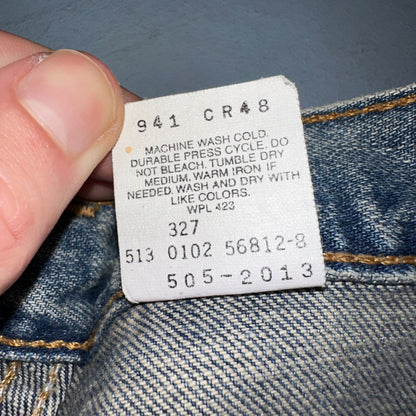 941 CR48
MACHINE WASH COLD.
DURABLE PRESS CYCLE. DO
NOT BLEACH. TUMBLE DRY
MEDIUM. WARM IRON IF
NEEDED. WASH AND DRY WITH
LIKE COLORS.
WPL 423
327
513 0102 56812-8
505-2013